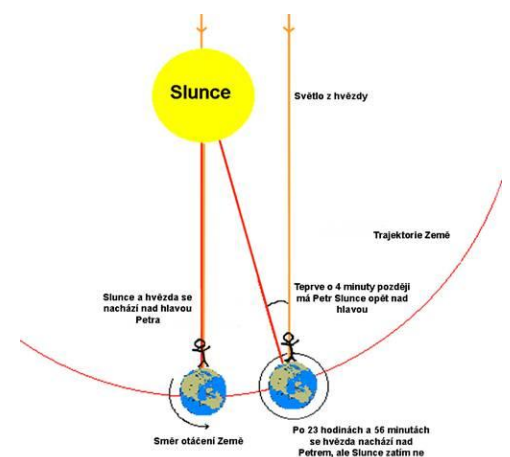 Slunce
Světlo z hvězdy
Trajektorie Země
Teprve o 4 minuty později
má Petr Slunce opět nad
hlavou
Slunce a hvězda se
nachází nad hlavou
Petra
Směr otáčení Země
Po 23 hodinách a 56 minutách
se hvězda nachází nad
Petrem, ale Slunce zatím ne